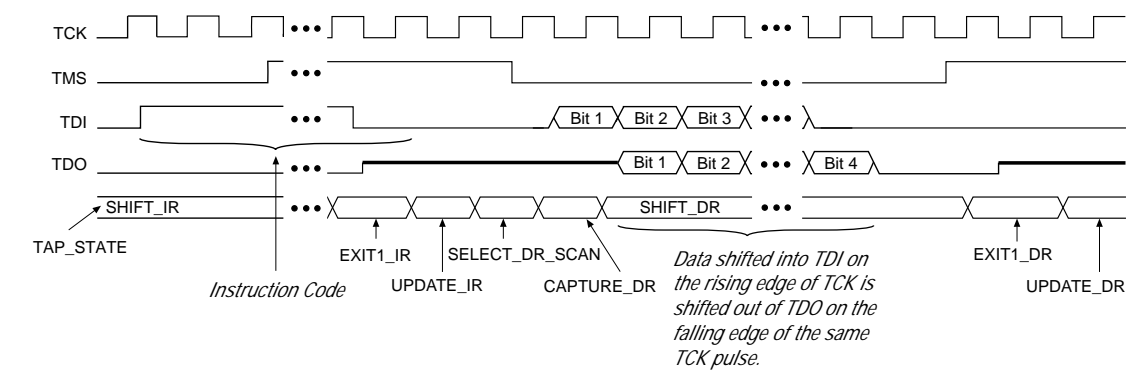 TCK
TMS
TDI
Bit 1 Bit 2 Bit 3
TDO
Bit 1 Bit 2 Bit 4
SHIFT_IR SHIFT_DR
TAP_STATE
EXIT1_IR SELECT_DR_SCAN EXIT1_DR
Instruction Code UPDATE_IR CAPTURE_DR UPDATE_DR
Data shifted into TDI on
the rising edge of TCK is
shifted out of TDO on the
falling edge of the same
TCK pulse.